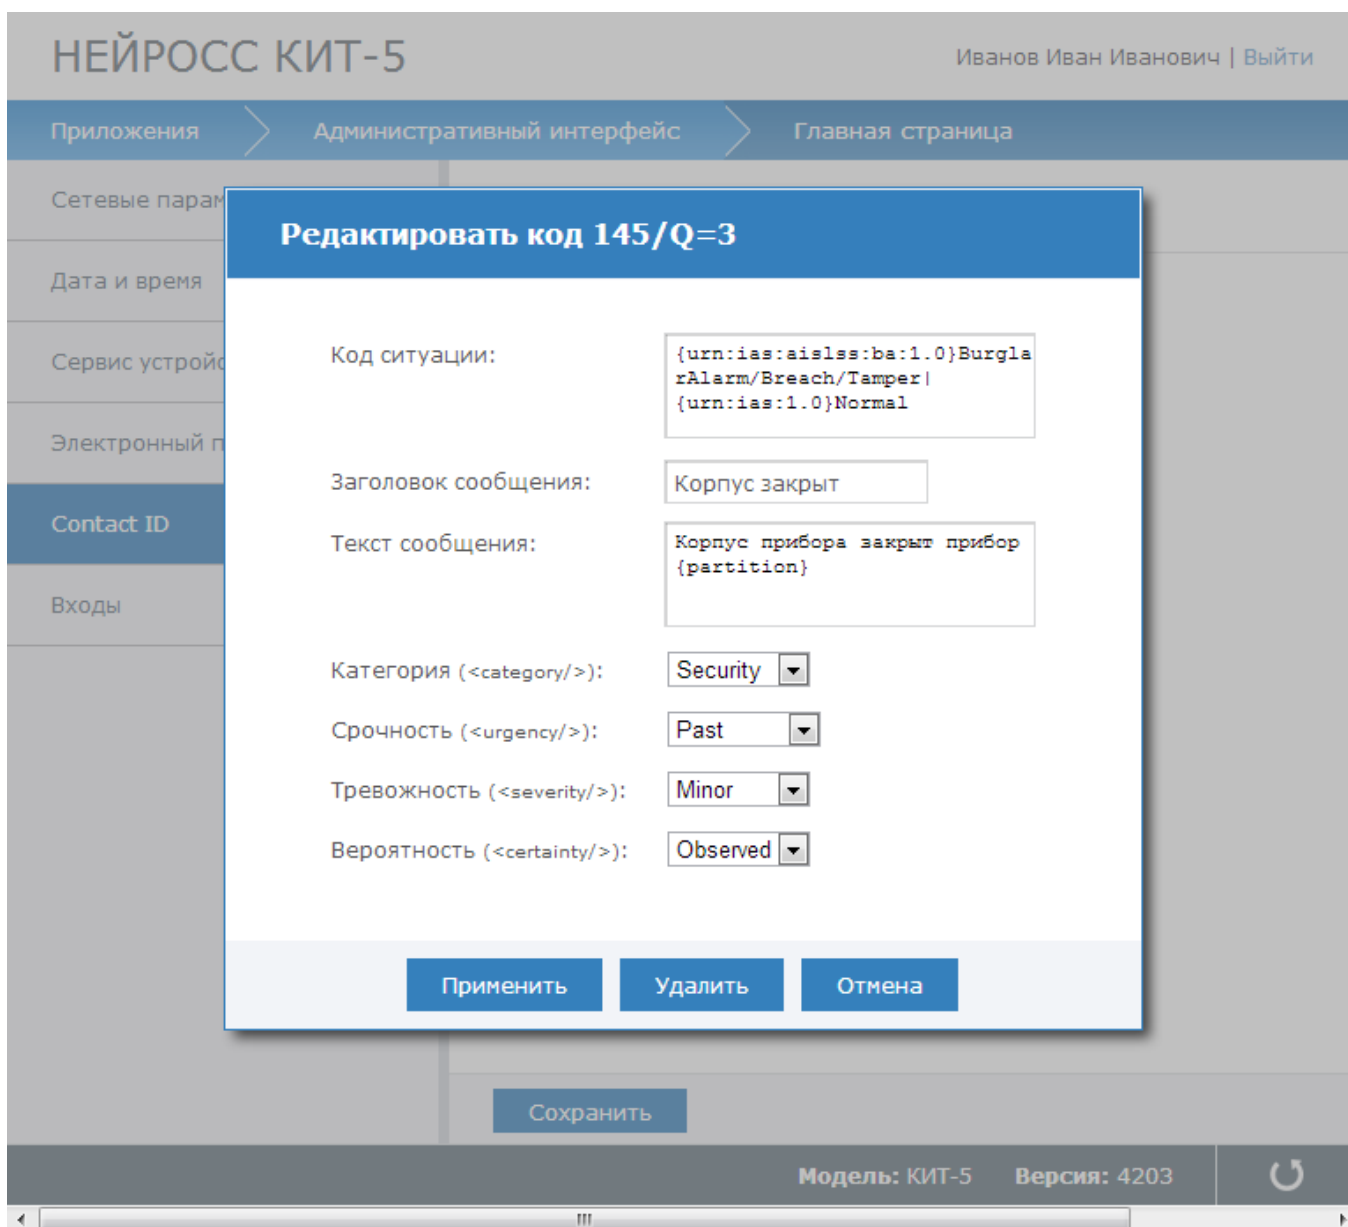 НЕЙРОСС КИТ-5
Иванов Иван Иванович | Выйти
Приложения
Административный интерфейс
Главная страница
Сетевые парам
Дата и время
Сервис устройс
Электронный п
Contact ID
Входы
Редактировать код 145/Q=3
Код ситуации:
{urn:ias:aislss:ba:1.0}Burgla
rAlarm/Breach/Tamper|
{urn:ias:1.0}Normal
Заголовок сообщения:
Корпус закрыт
Текст сообщения:
Корпус прибора закрыт прибор
{partition}
Категория (<category/>):
Security
Срочность (<urgency/>):
Past
Тревожность (<severity/>):
Minor
Вероятность (<certainty/>):
Observed
Применить
Удалить
Отмена
Сохранить
Модель: КИТ-5
Версия: 4203